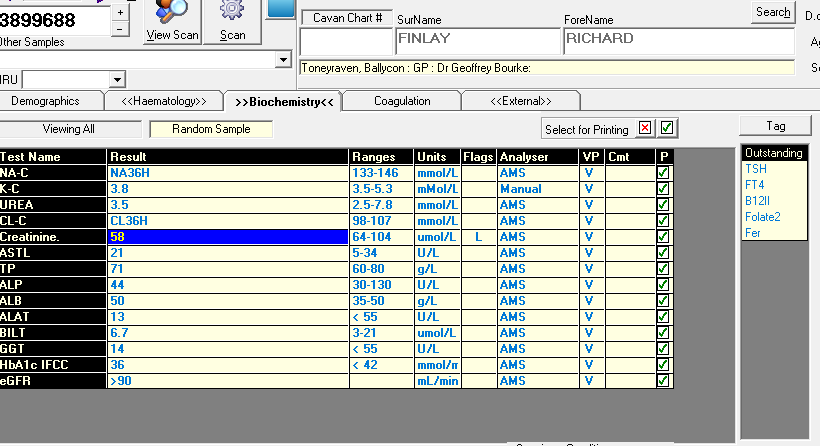 3899688
+
-
Other Samples
View Scan
Scan
Cavan Chart #
SurName
ForeName
Search
D.o
FINLAY
RICHARD
Toneyraven, Ballycon : GP : Dr Geoffrey Bourke:
MRU
Demographics
<<Haematology>>
>>Biochemistry<<
Coagulation
<<External>>
Viewing All
Random Sample
Select for Printing
Tag
Test Name Result Ranges Units Flags Analyser VP Cmt P
NA-C NA36H 133-146 mmol/L AMS V
K-C 3.8 3.5-5.3 mMol/L Manual V
UREA 3.5 2.5-7.8 mmol/L AMS V
CL-C CL36H 98-107 mmol/L AMS V
Creatinine. 58 64-104 umol/L L AMS V
ASTL 21 5-34 U/L AMS V
TP 71 60-80 g/L AMS V
ALP 44 30-130 U/L AMS V
ALB 50 35-50 g/L AMS V
ALAT 13 < 55 U/L AMS V
BILT 6.7 3-21 umol/L AMS V
GGT 14 < 55 U/L AMS V
HbA1c IFCC 36 < 42 mmol/m AMS V
eGFR >90 mL/min AMS V
Outstanding
TSH
FT4
B12II
Folate2
Fer